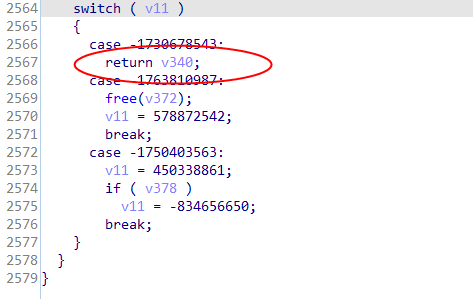 2564 switch ( v11 )
2565 {
2566 case -1730678543:
2567 return v340;
2568 case -1763810987:
2569 free(v372);
2570 v11 = 578872542;
2571 break;
2572 case -1750403563:
2573 v11 = 450338861;
2574 if ( v378 )
2575 v11 = -834656650;
2576 break;
2577 }
2578 }
2579 }